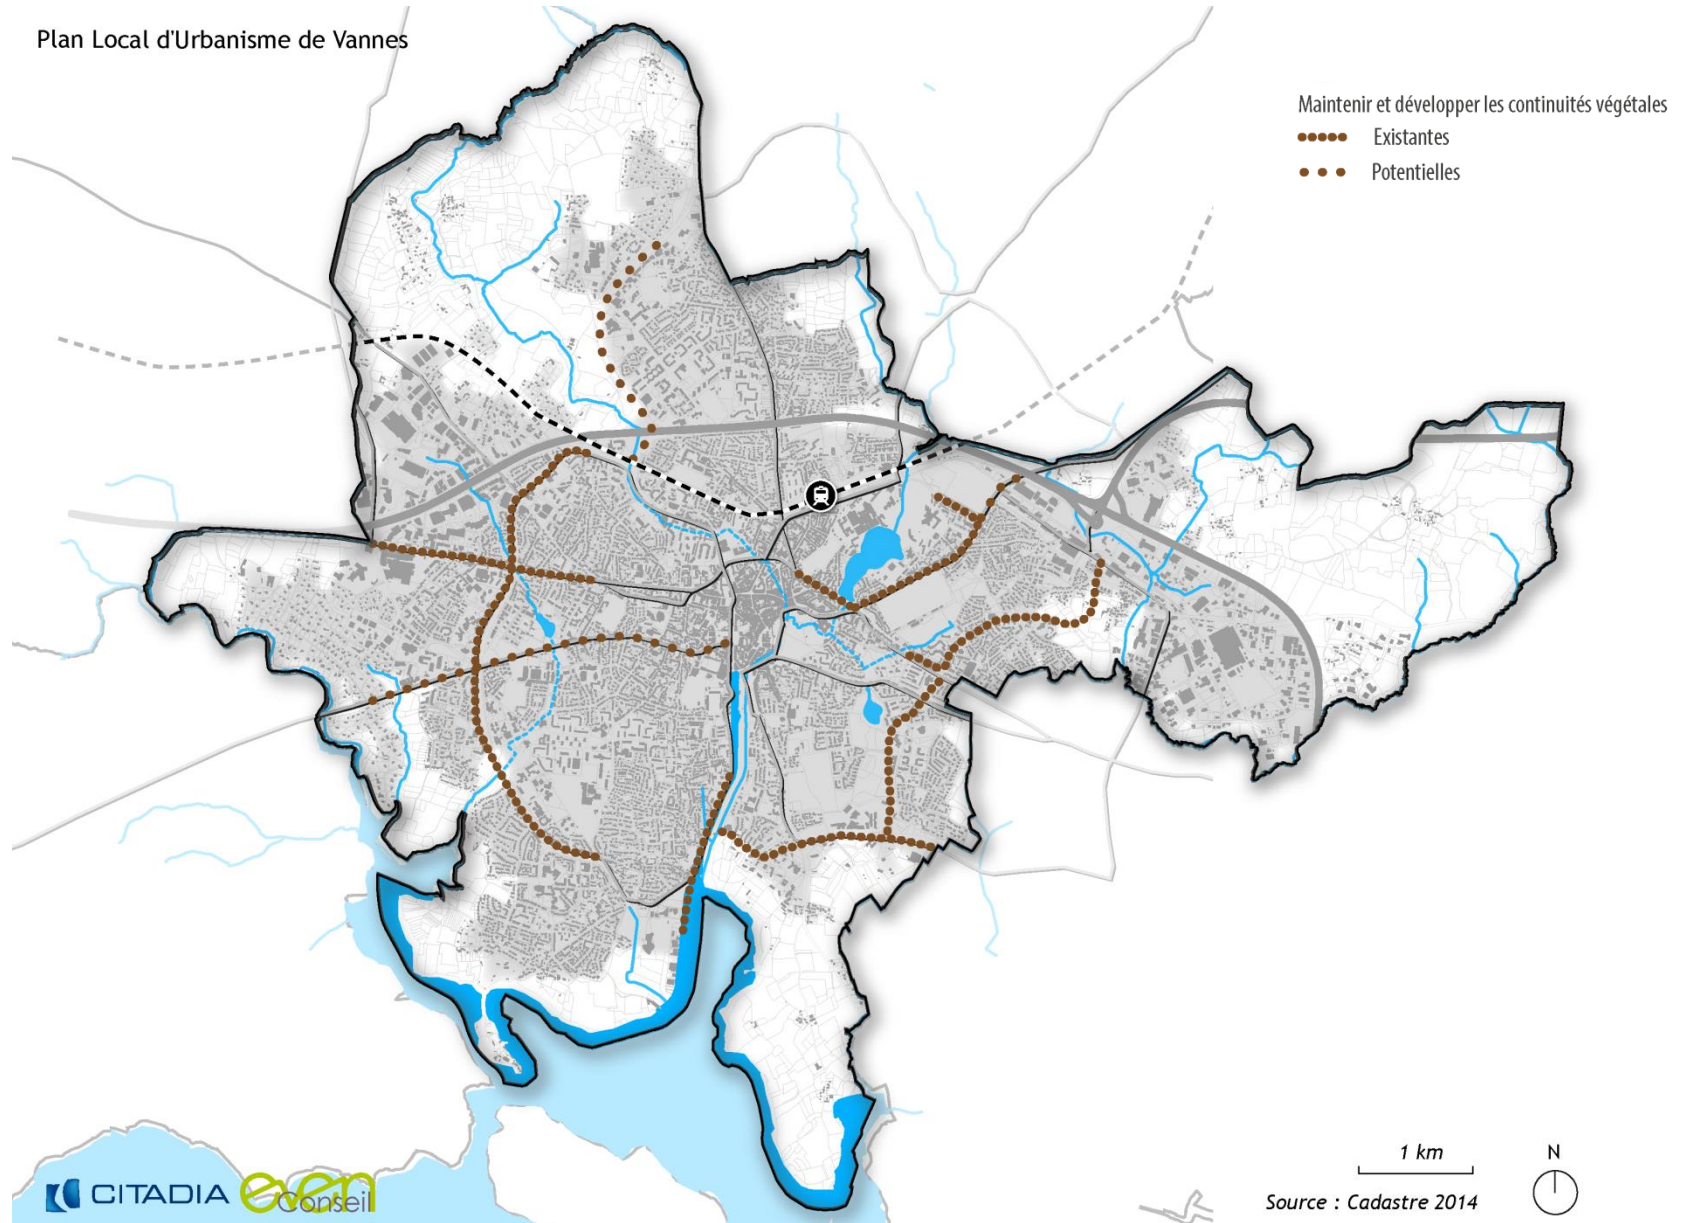 Plan Local d'Urbanisme de Vannes
Maintenir et développer les continuités végétales
Existantes
Potentielles
1 km
N
Source : Cadastre 2014
CITADIA
even
Conseil